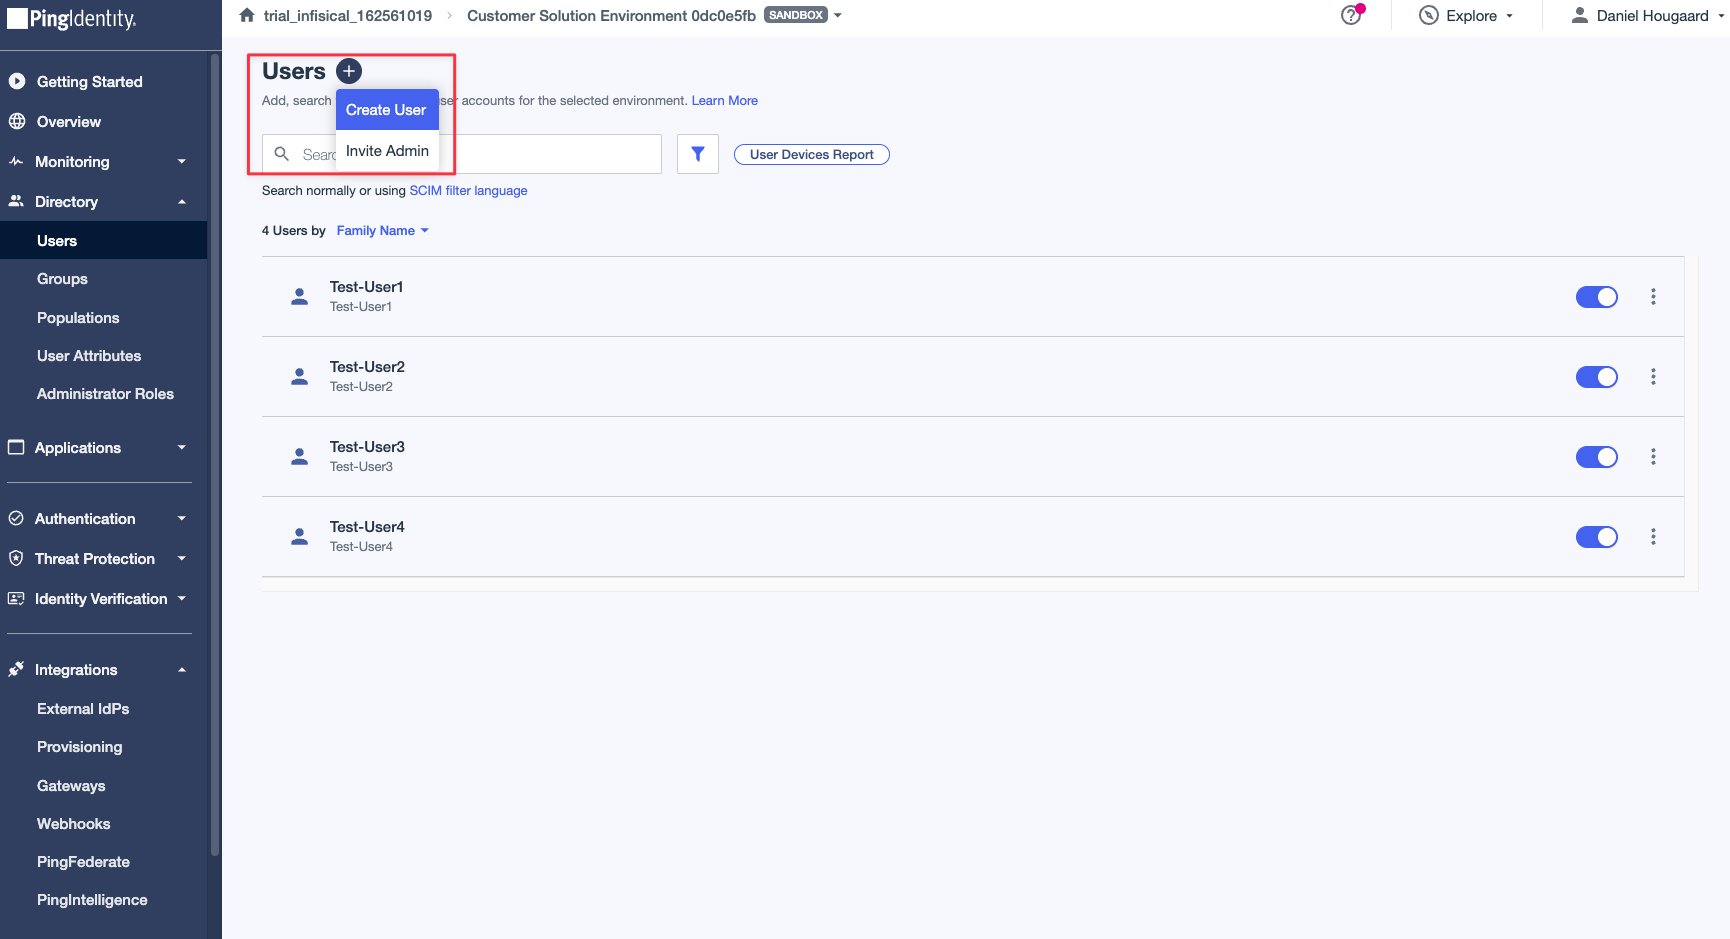 PingIdentity.
trial_infisical_162561019 › Customer Solution Environment 0dc0e5fb SANDBOX
Explore
Daniel Hougaard
Getting Started
Overview
Monitoring
Directory
Users
Groups
Populations
User Attributes
Administrator Roles
Applications
Authentication
Threat Protection
Identity Verification
Integrations
External IdPs
Provisioning
Gateways
Webhooks
PingFederate
PingIntelligence
Users
Add, search ser accounts for the selected environment. Learn More
Create User
Invite Admin
Searc
User Devices Report
Search normally or using SCIM filter language
4 Users by Family Name
Test-User1
Test-User1
Test-User2
Test-User2
Test-User3
Test-User3
Test-User4
Test-User4